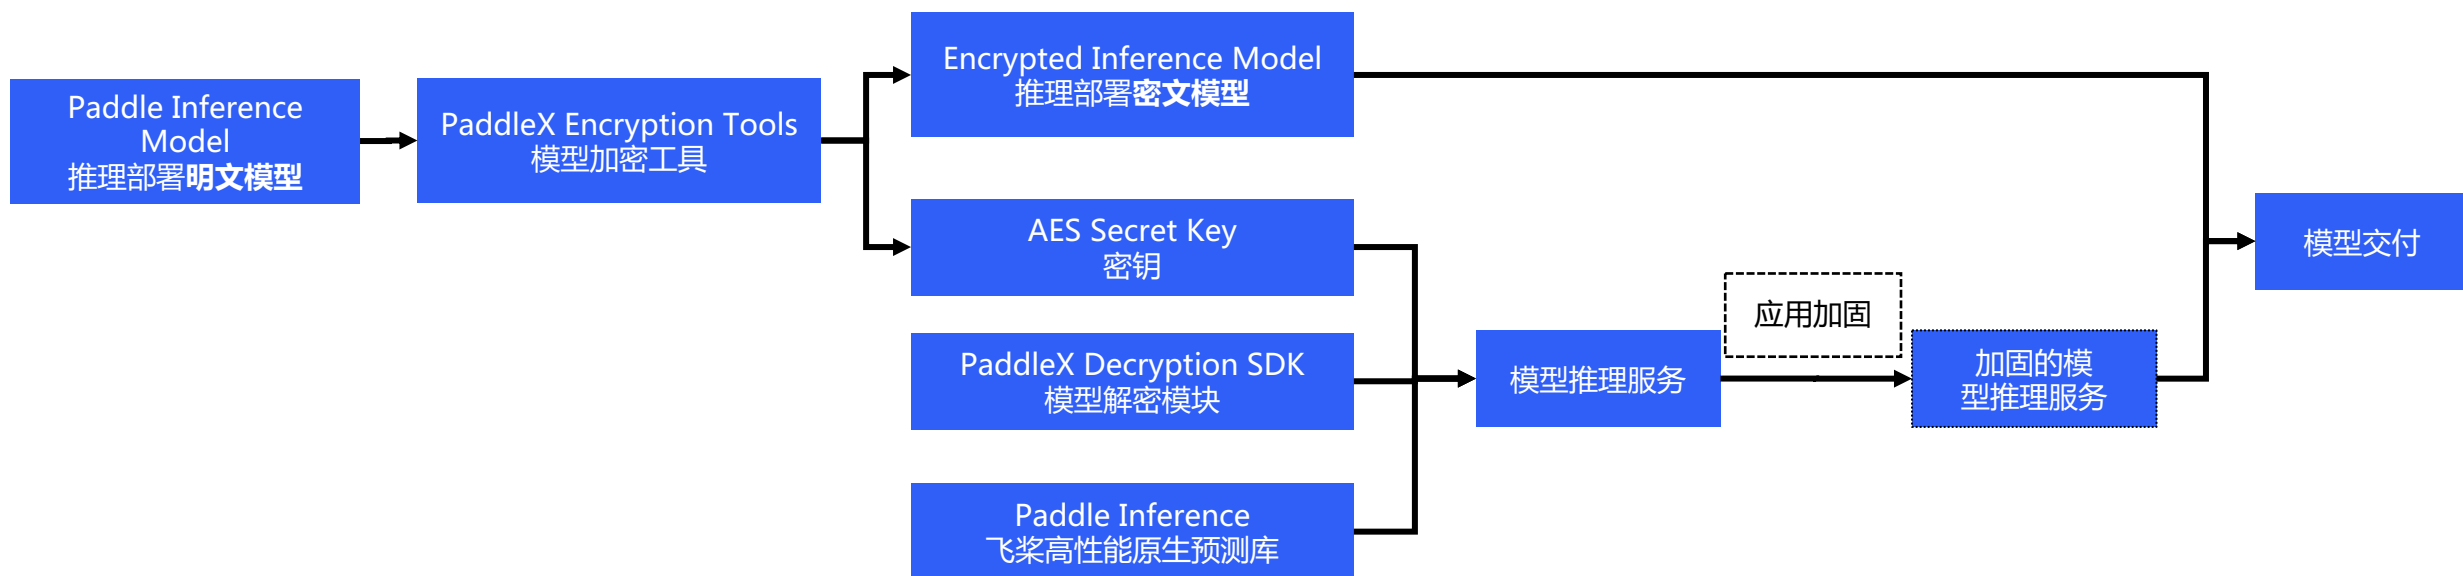 Paddle Inference
Model
推理部署明文模型
PaddleX Encryption Tools
模型加密工具
Encrypted Inference Model
推理部署密文模型
AES Secret Key
密钥
PaddleX Decryption SDK
模型解密模块
Paddle Inference
飞桨高性能原生预测库
模型推理服务
应用加固
加固的模
型推理服务
模型交付